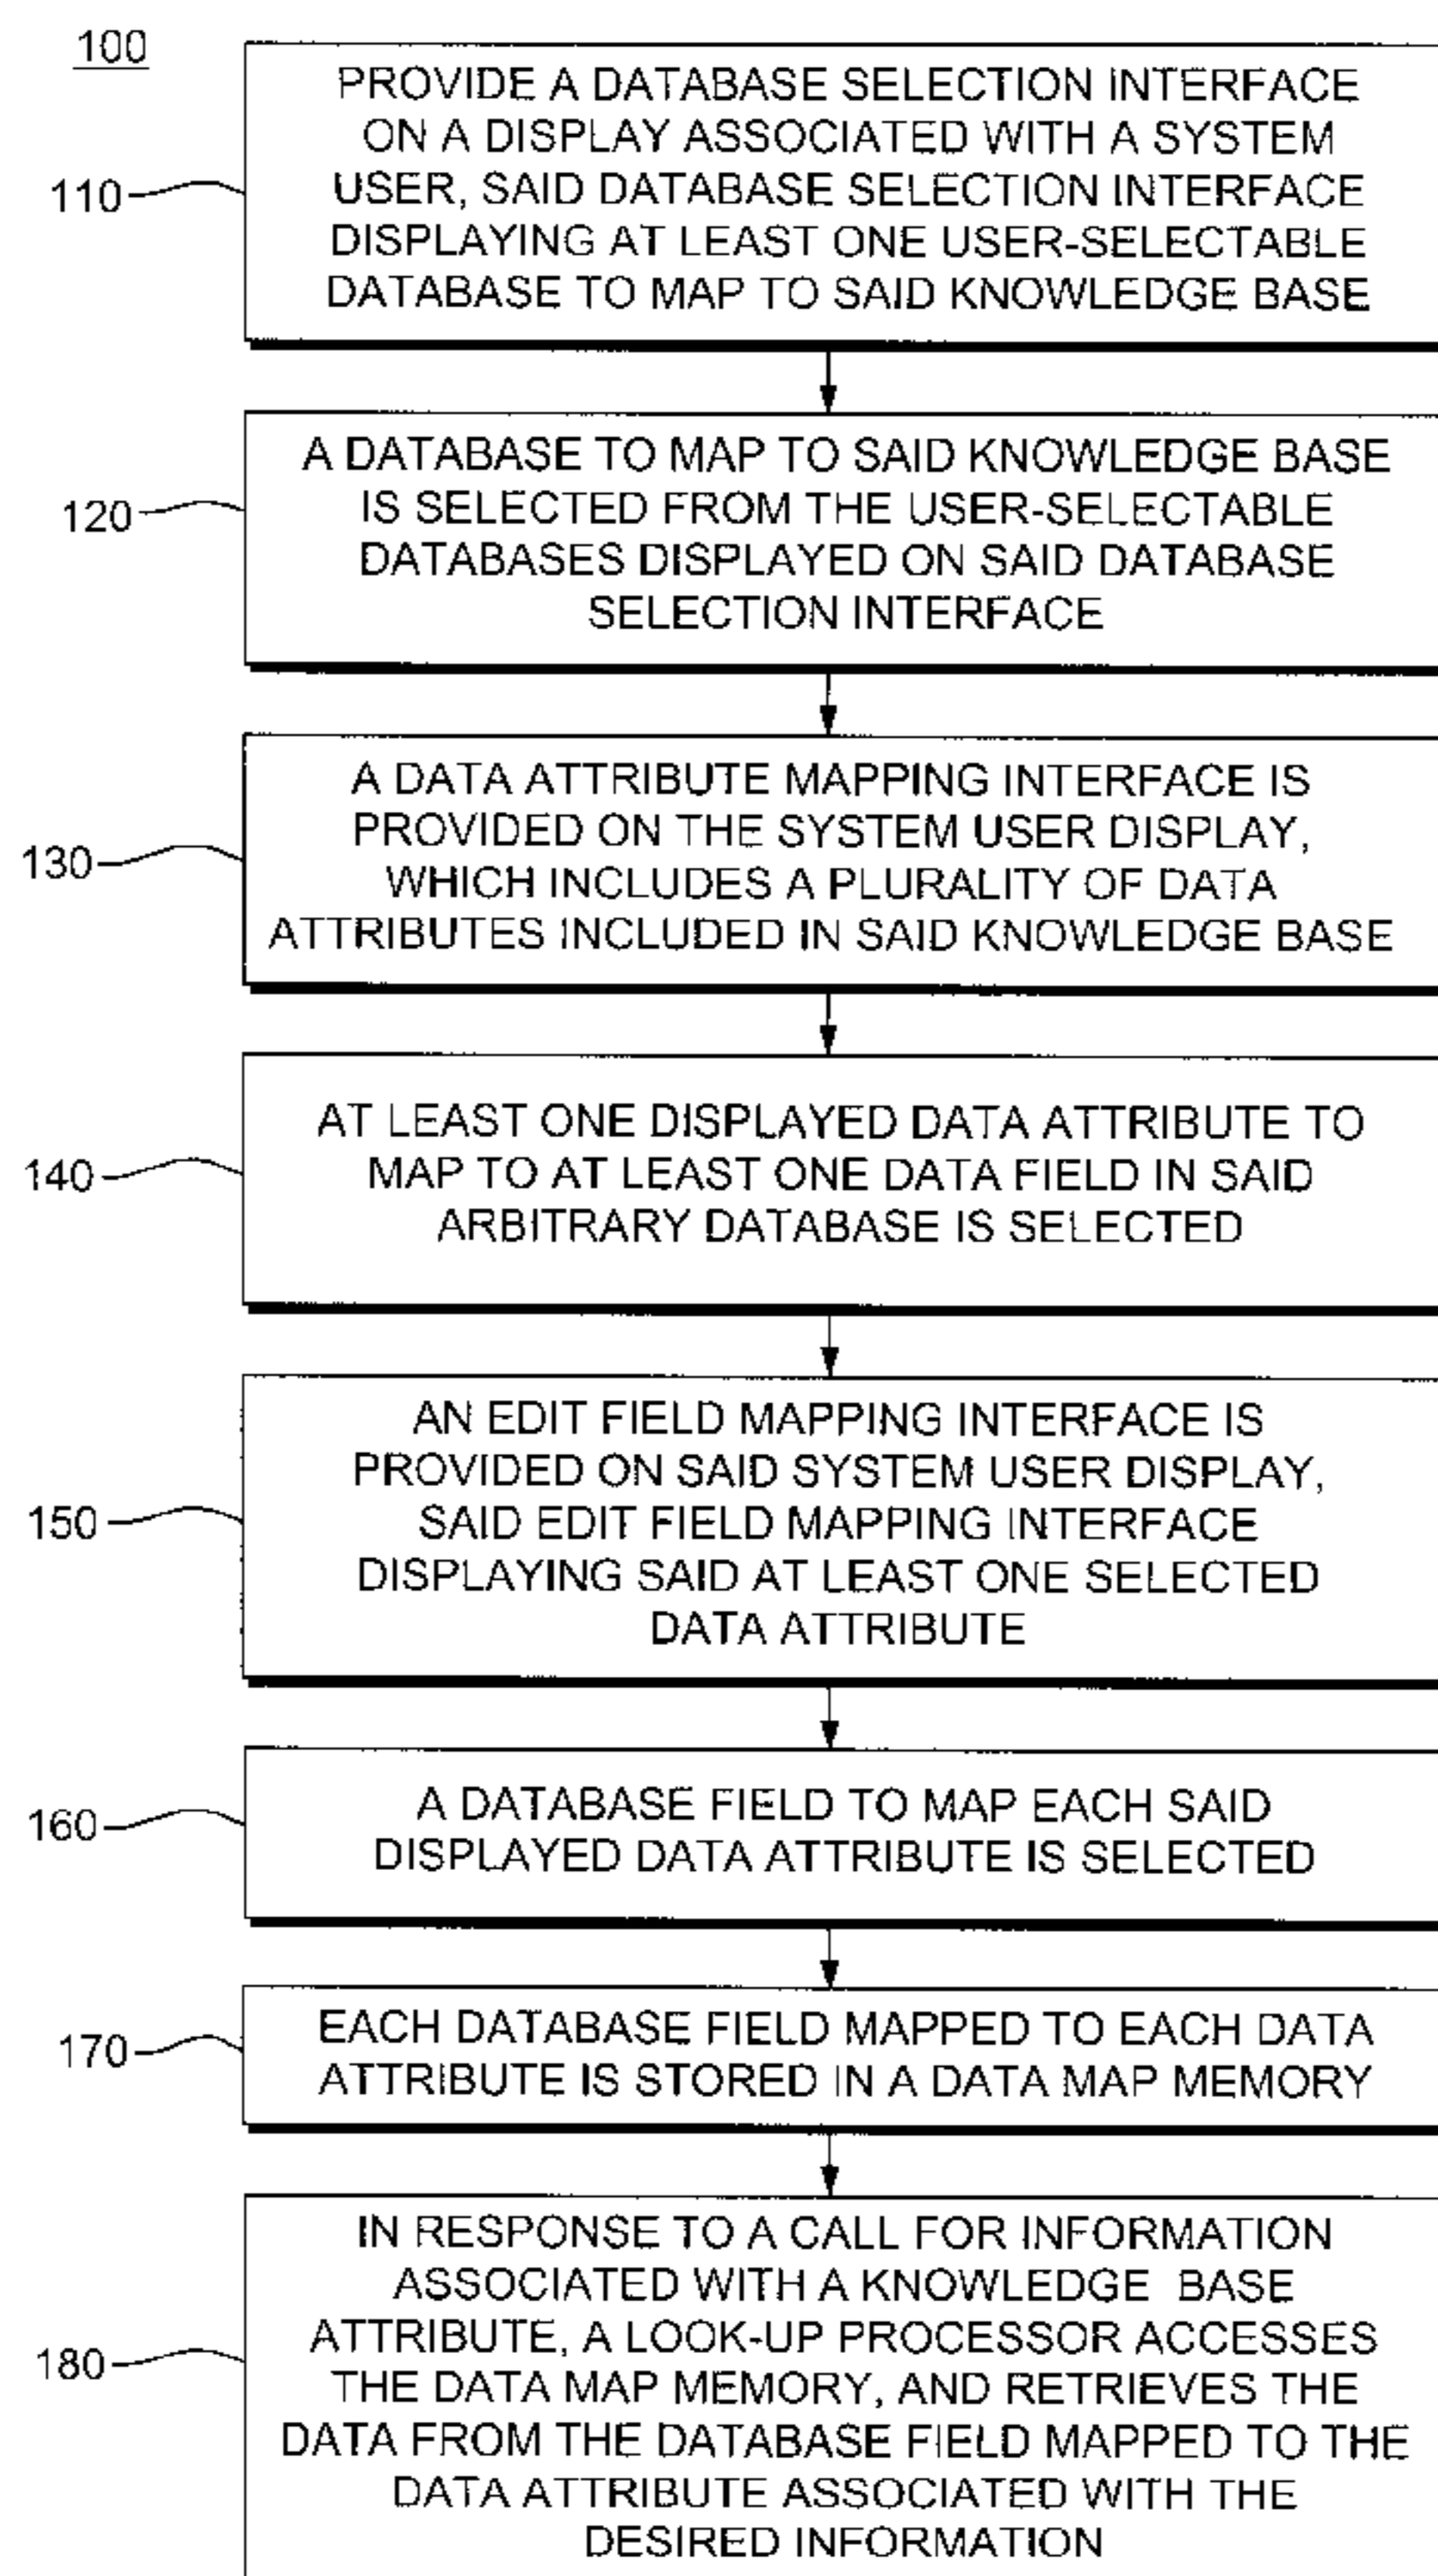 100
110
PROVIDE A DATABASE SELECTION INTERFACE
ON A DISPLAY ASSOCIATED WITH A SYSTEM
USER, SAID DATABASE SELECTION INTERFACE
DISPLAYING AT LEAST ONE USER-SELECTABLE
DATABASE TO MAP TO SAID KNOWLEDGE BASE
120
A DATABASE TO MAP TO SAID KNOWLEDGE BASE
IS SELECTED FROM THE USER-SELECTABLE
DATABASES DISPLAYED ON SAID DATABASE
SELECTION INTERFACE
130
A DATA ATTRIBUTE MAPPING INTERFACE IS
PROVIDED ON THE SYSTEM USER DISPLAY,
WHICH INCLUDES A PLURALITY OF DATA
ATTRIBUTES INCLUDED IN SAID KNOWLEDGE BASE
140
AT LEAST ONE DISPLAYED DATA ATTRIBUTE TO
MAP TO AT LEAST ONE DATA FIELD IN SAID
ARBITRARY DATABASE IS SELECTED
150
AN EDIT FIELD MAPPING INTERFACE IS
PROVIDED ON SAID SYSTEM USER DISPLAY,
SAID EDIT FIELD MAPPING INTERFACE
DISPLAYING SAID AT LEAST ONE SELECTED
DATA ATTRIBUTE
160
A DATABASE FIELD TO MAP EACH SAID
DISPLAYED DATA ATTRIBUTE IS SELECTED
170
EACH DATABASE FIELD MAPPED TO EACH DATA
ATTRIBUTE IS STORED IN A DATA MAP MEMORY
180
IN RESPONSE TO A CALL FOR INFORMATION
ASSOCIATED WITH A KNOWLEDGE BASE
ATTRIBUTE, A LOOK-UP PROCESSOR ACCESSES
THE DATA MAP MEMORY, AND RETRIEVES THE
DATA FROM THE DATABASE FIELD MAPPED TO THE
DATA ATTRIBUTE ASSOCIATED WITH THE
DESIRED INFORMATION